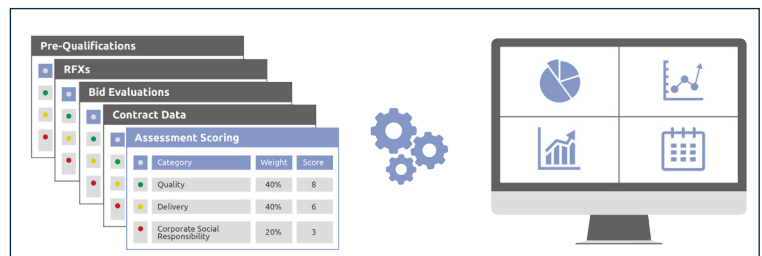 Pre-Qualifications
RFXs
Bid Evaluations
Contract Data
Assessment Scoring
Category Weight Score
Quality 40% 8
Delivery 40% 6
Corporate Social
Responsibility 20% 3